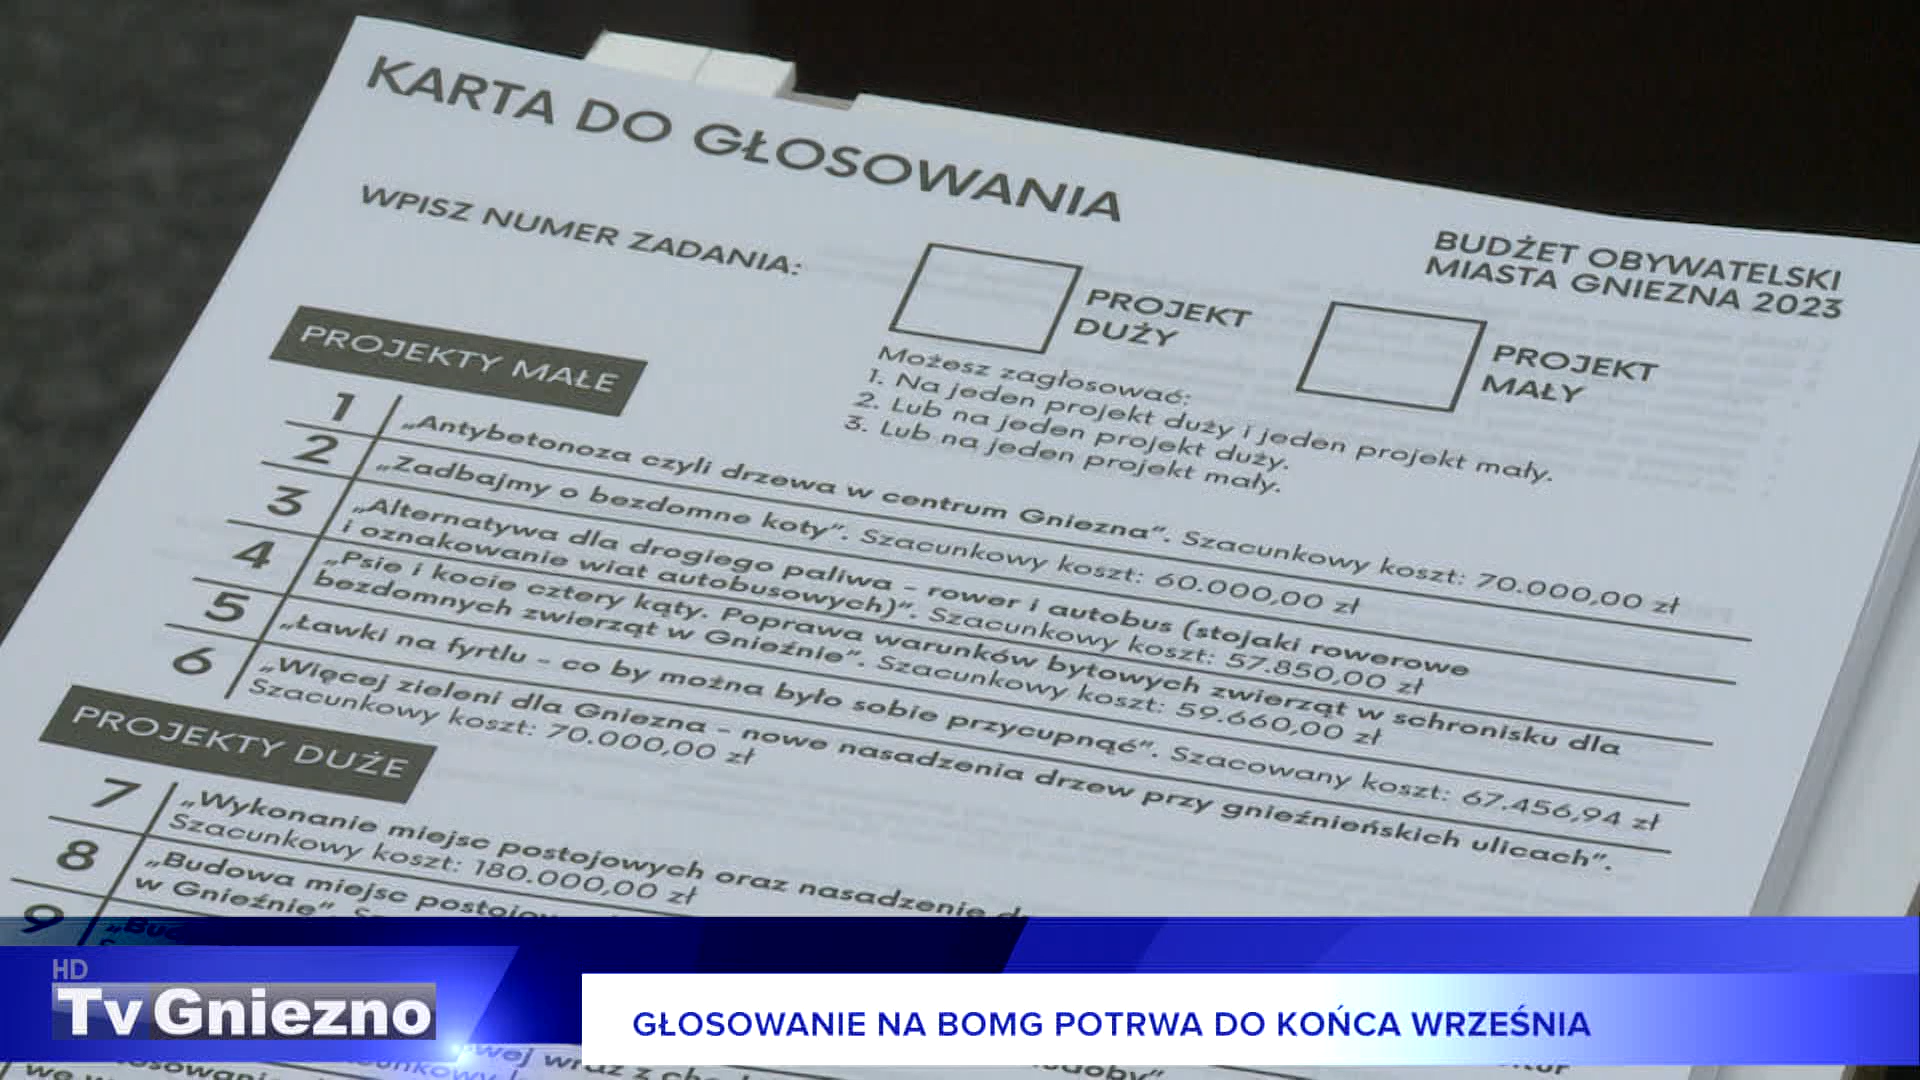 KARTA DO GŁOSOWANIA
BUDŻET OBYWATELSKI
MIASTA GNIEZNA 2023
WPISZ NUMER ZADANIA:
PROJEKT
DUŻY
PROJEKT
MAŁY
Możesz zagłosować:
1. Na jeden projekt duży i jeden projekt mały.
2. Lub na jeden projekt duży.
3. Lub na jeden projekt mały.
PROJEKTY MAŁE
1 „Antybetonoza czyli drzewa w centrum Gniezna”. Szacunkowy koszt: 70.000,00 zł
2 „Zadbajmy o bezdomne koty”. Szacunkowy koszt: 60.000,00 zł
3 „Alternatywa dla drogiego paliwa - rower i autobus (stojaki rowerowe
i oznakowanie wiat autobusowych)”. Szacunkowy koszt: 57.850,00 zł
4 „Psie i kocie cztery kąty. Poprawa warunków bytowych zwierząt w schronisku dla
bezdomnych zwierząt w Gnieźnie”. Szacunkowy koszt: 59.660,00 zł
5 „Ławki na fyrtlu - co by można było sobie przycupnąć”. Szacowany koszt: 67.456,94 zł
6 „Więcej zieleni dla Gniezna - nowe nasadzenia drzew przy gnieźnieńskich ulicach”.
Szacunkowy koszt: 70.000,00 zł
PROJEKTY DUŻE
7 „Wykonanie miejsc postojowych oraz nasadzenie
Szacunkowy koszt: 180.000,00 zł
8 „Budowa miejsc
w Gnieźnie”.
9
HD
Tv Gniezno
GŁOSOWANIE NA BOMG POTRWA DO KOŃCA WRZEŚNIA